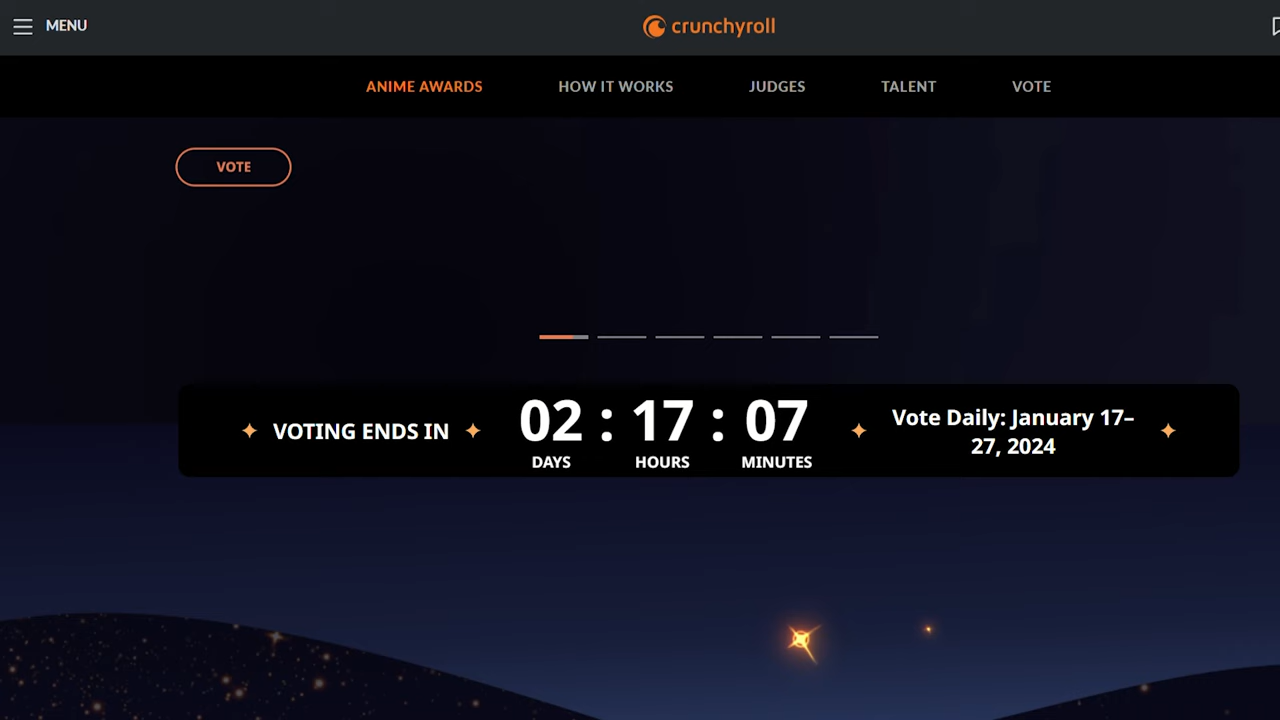 MENU
crunchyroll
ANIME AWARDS HOW IT WORKS JUDGES TALENT VOTE
VOTE
VOTING ENDS IN
02 : 17 : 07
DAYS HOURS MINUTES
Vote Daily: January 17–
27, 2024